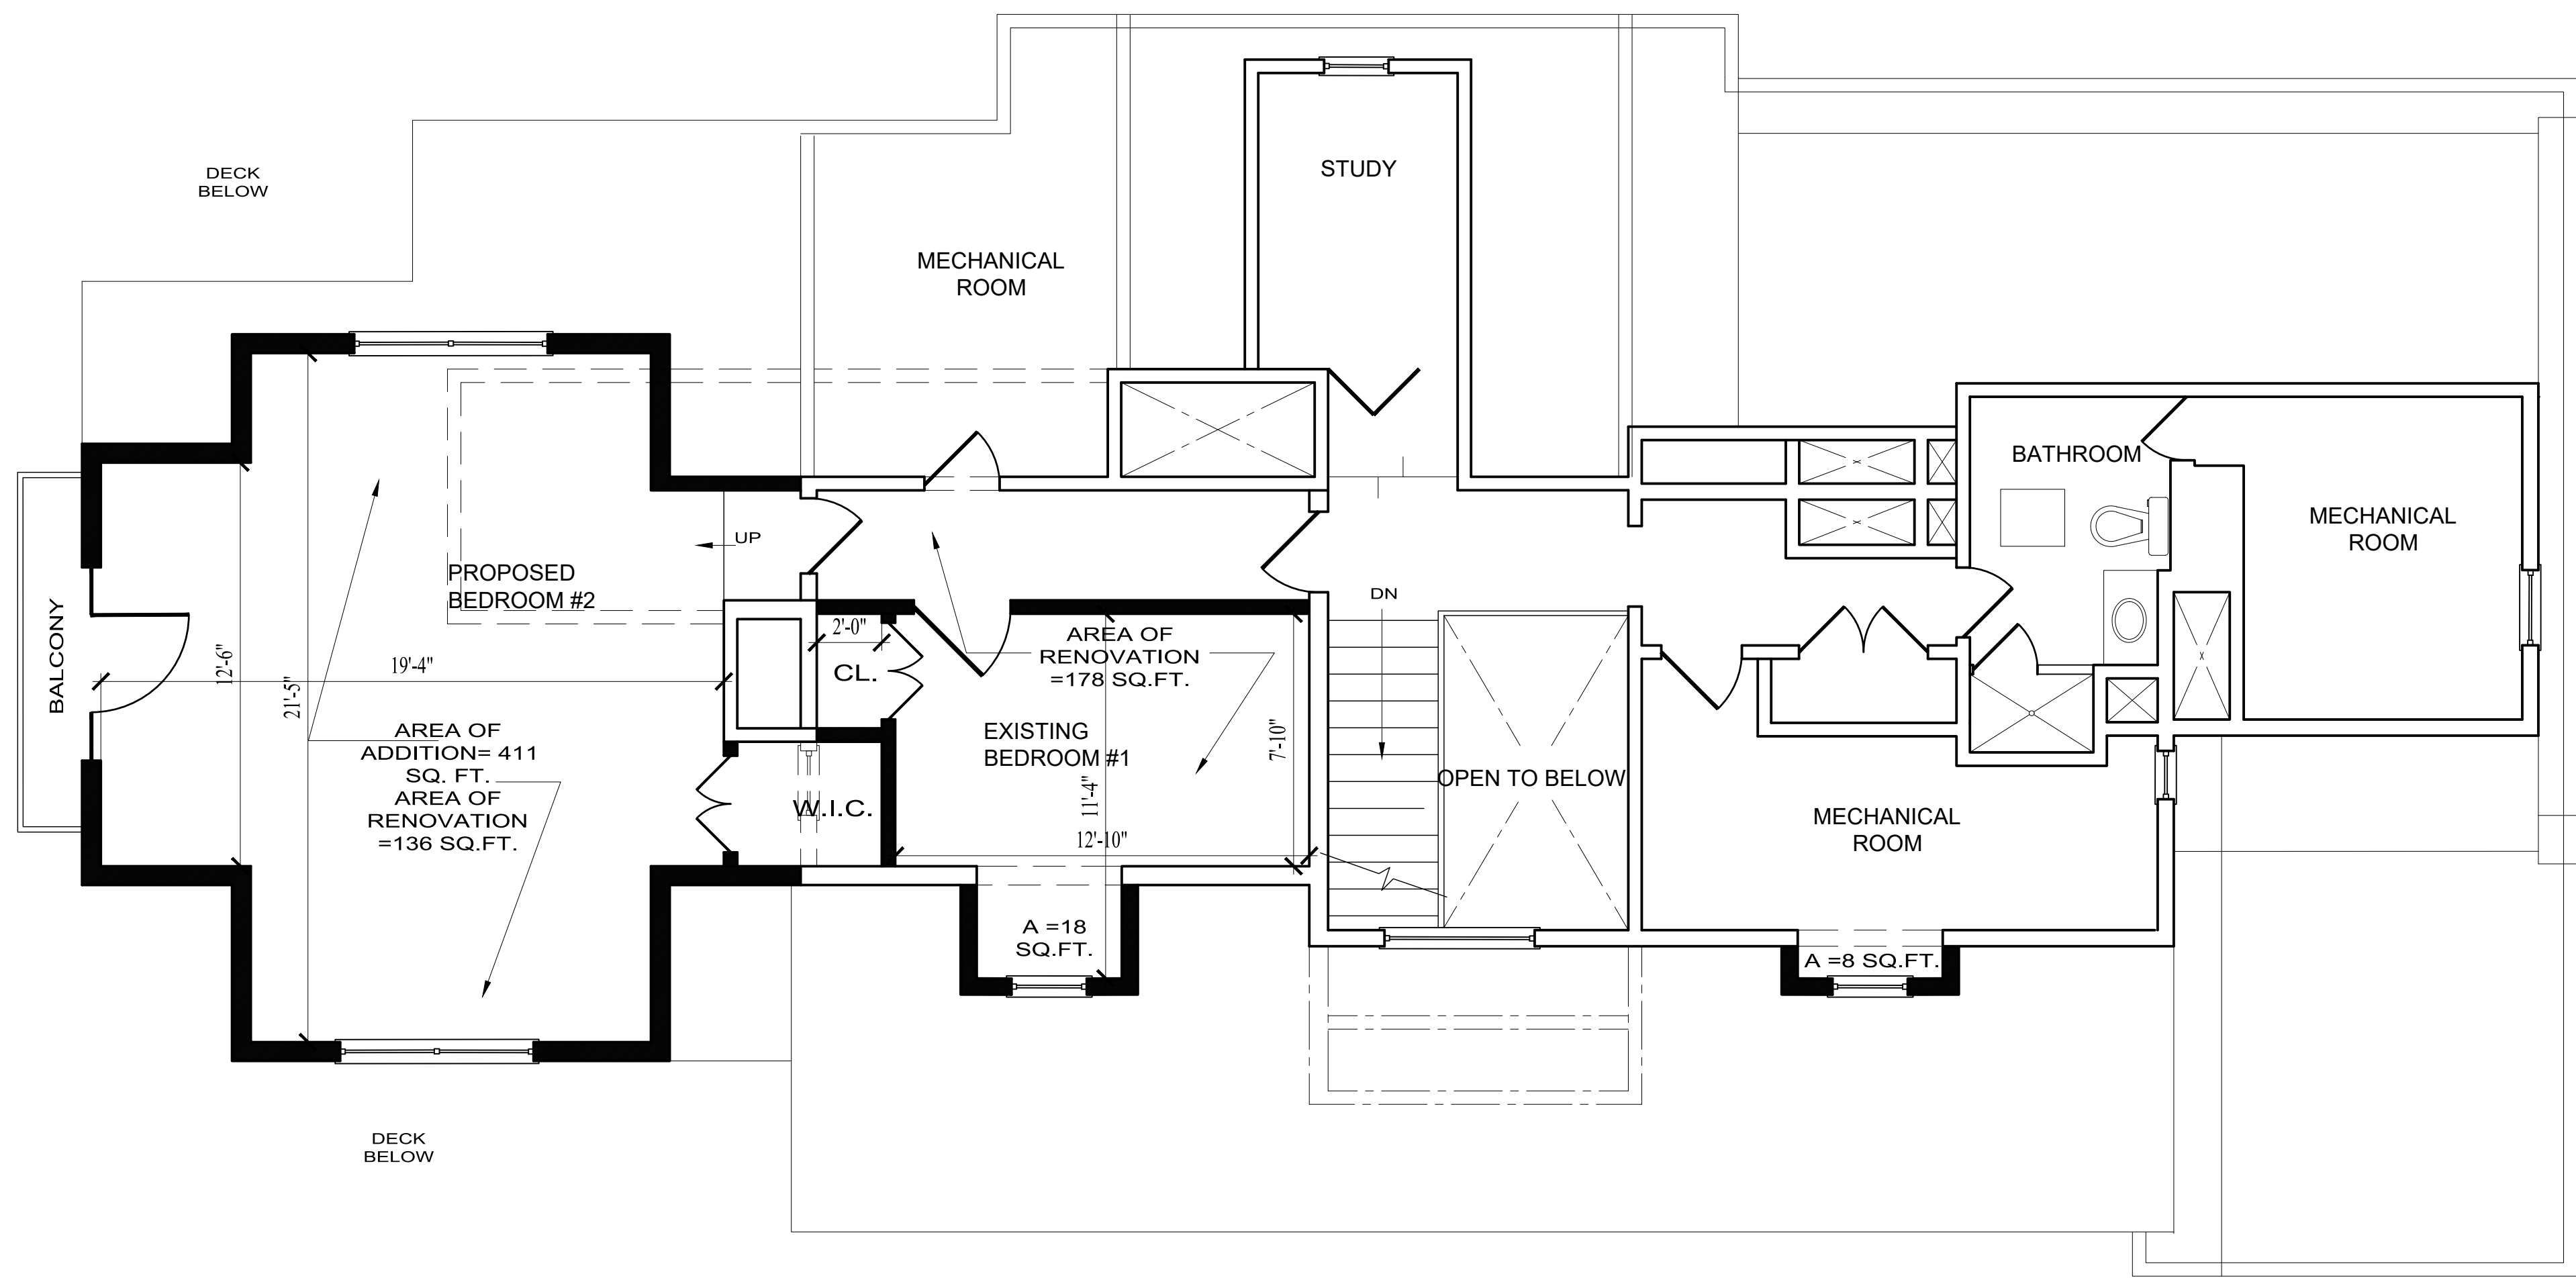 STUDY
DECK
BELOW
MECHANICAL
ROOM
BATHROOM
MECHANICAL
ROOM
UP
PROPOSED
BEDROOM #2
BALCONY
12'-6"
19'-4"
21'-5"
2'-0"
CL.
AREA OF
RENOVATION
=178 SQ.FT.
DN
AREA OF
ADDITION= 411
SQ. FT.
AREA OF
RENOVATION
=136 SQ.FT.
EXISTING
BEDROOM #1
7'-10"
11'-4"
12'-10"
W.I.C.
OPEN TO BELOW
MECHANICAL
ROOM
A =18
SQ.FT.
A =8 SQ.FT.
DECK
BELOW